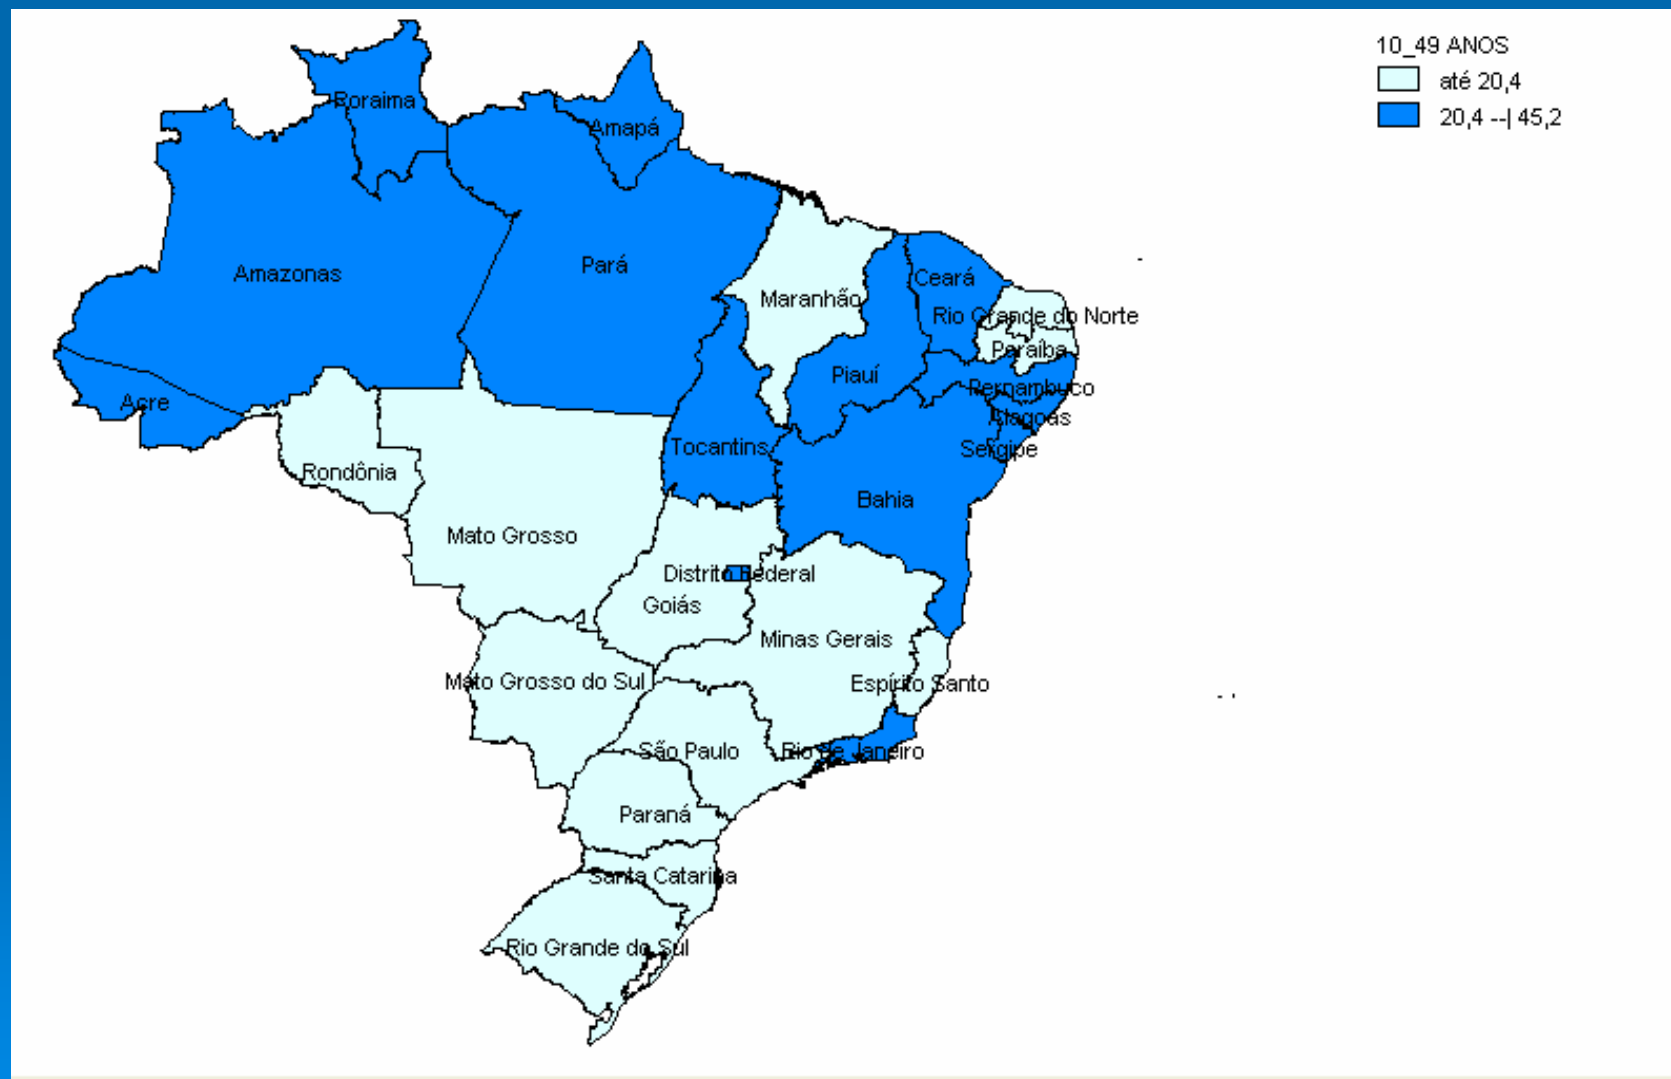 10_49 ANOS
até 20,4
20,4 --| 45,2
Roraima
Amapá
Amazonas
Pará
Maranhão
Ceará
Rio Grande do Norte
Paraíba
Piauí
Pernambuco
Acre
Alagoas
Tocantins
Sergipe
Rondônia
Bahia
Mato Grosso
Distrito Federal
Goiás
Minas Gerais
Mato Grosso do Sul
Espírito Santo
São Paulo
Rio de Janeiro
Paraná
Santa Catarina
Rio Grande do Sul